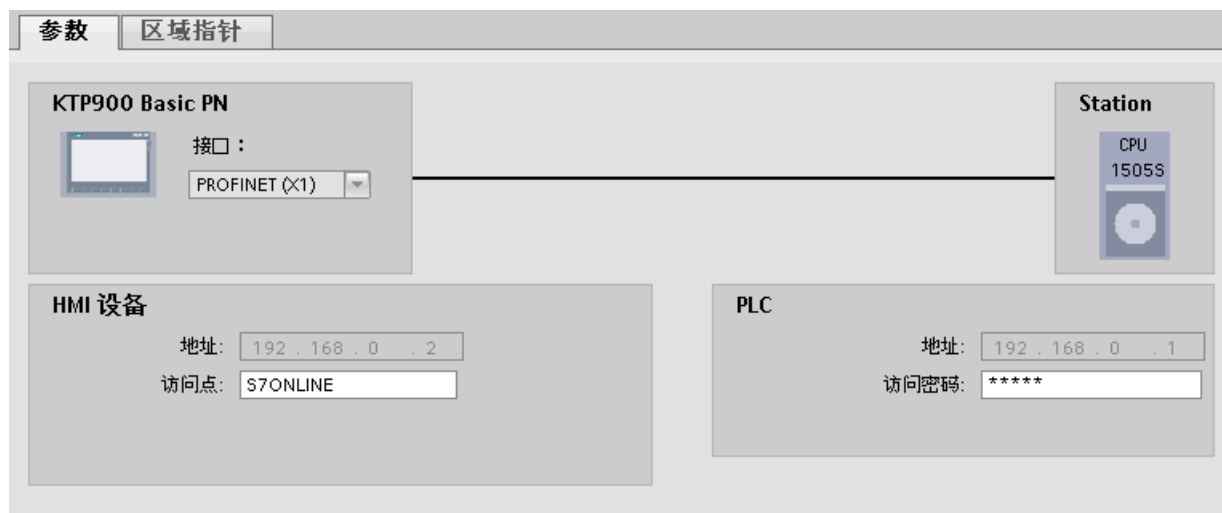 参数 区域指针
KTP900 Basic PN
接口：
PROFINET (X1)
Station
CPU
1505S
HMI 设备
地址: 192 . 168 . 0 . 2
访问点: S7ONLINE
PLC
地址: 192 . 168 . 0 . 1
访问密码: *****